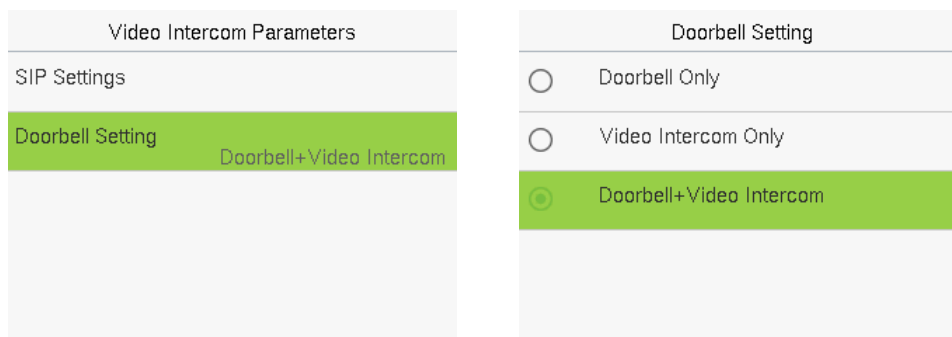 Video Intercom Parameters
SIP Settings
Doorbell Setting
Doorbell+Video Intercom
Doorbell Setting
Doorbell Only
Video Intercom Only
Doorbell+Video Intercom